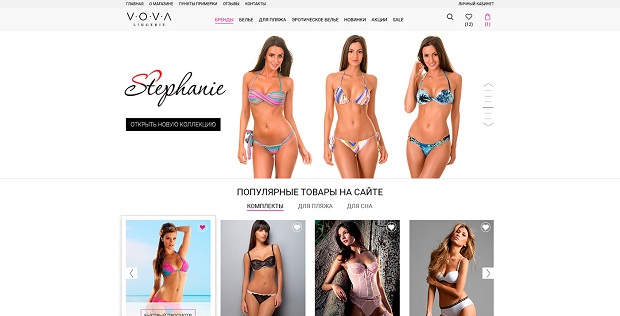 ГЛАВНАЯ О МАГАЗИНЕ ПУНКТЫ ПРИМЕРКИ ОТЗЫВЫ КОНТАКТЫ ЛИЧНЫЙ КАБИНЕТ
V·O·V·A
LINGERIE
БРЕНДЫ БЕЛЬЕ ДЛЯ ПЛЯЖА ЭРОТИЧЕСКОЕ БЕЛЬЕ НОВИНКИ АКЦИИ SALE
(12) (1)
Stephanie
ОТКРЫТЬ НОВУЮ КОЛЛЕКЦИЮ
ПОПУЛЯРНЫЕ ТОВАРЫ НА САЙТЕ
КОМПЛЕКТЫ ДЛЯ ПЛЯЖА ДЛЯ СНА
БЫСТРЫЙ ПРОСМОТР